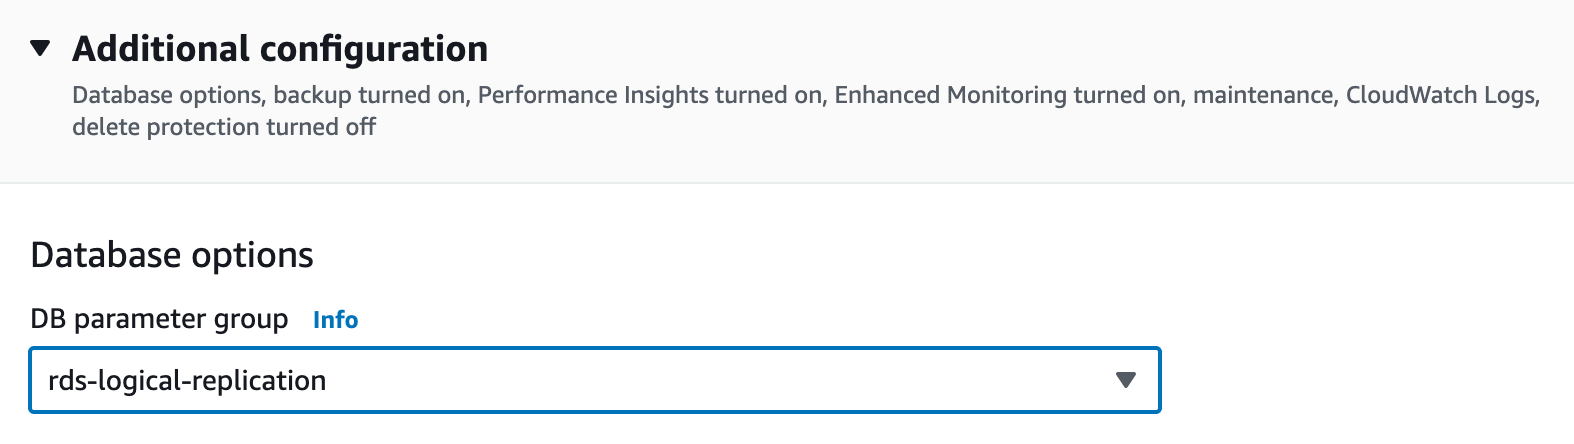 Additional configuration
Database options, backup turned on, Performance Insights turned on, Enhanced Monitoring turned on, maintenance, CloudWatch Logs,
delete protection turned off
Database options
DB parameter group Info
rds-logical-replication